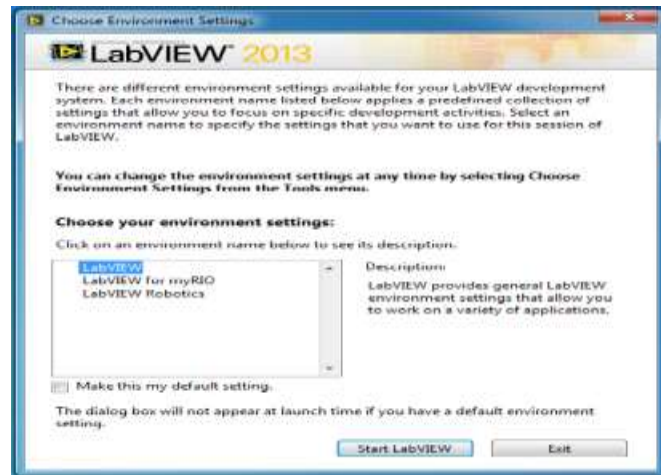 Choose Environment Settings
LabVIEW™ 2013
There are different environment settings available for your LabVIEW development
system. Each environment name listed below applies a predefined collection of
settings that allow you to focus on specific development activities. Select an
environment name to specify the settings that you want to use for this session of
LabVIEW.
You can change the environment settings at any time by selecting Choose
Environment Settings from the Tools menu.
Choose your environment settings:
Click on an environment name below to see its description.
LabVIEW
LabVIEW for myRIO
LabVIEW Robotics
Description:
LabVIEW provides general LabVIEW
environment settings that allow you
to work on a variety of applications.
Make this my default setting.
The dialog box will not appear at launch time if you have a default environment
setting.
Start LabVIEW
Exit